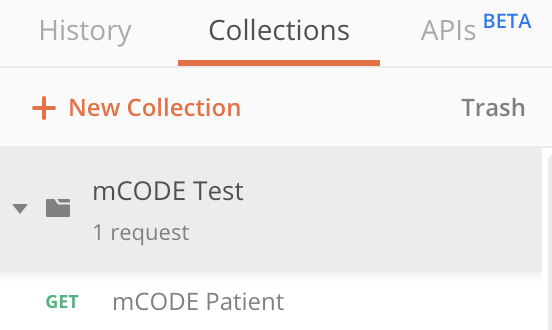 History Collections APIs BETA
+ New Collection Trash
mCODE Test
1 request
GET mCODE Patient